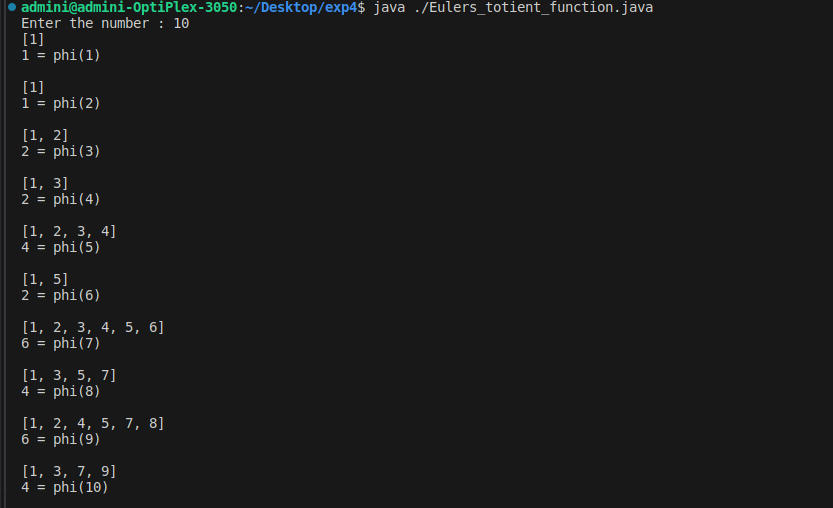 admini@admini-OptiPlex-3050:~/Desktop/exp4$ java ./Eulers_totient_function.java
Enter the number : 10
[1]
1 = phi(1)
[1]
1 = phi(2)
[1, 2]
2 = phi(3)
[1, 3]
2 = phi(4)
[1, 2, 3, 4]
4 = phi(5)
[1, 5]
2 = phi(6)
[1, 2, 3, 4, 5, 6]
6 = phi(7)
[1, 3, 5, 7]
4 = phi(8)
[1, 2, 4, 5, 7, 8]
6 = phi(9)
[1, 3, 7, 9]
4 = phi(10)